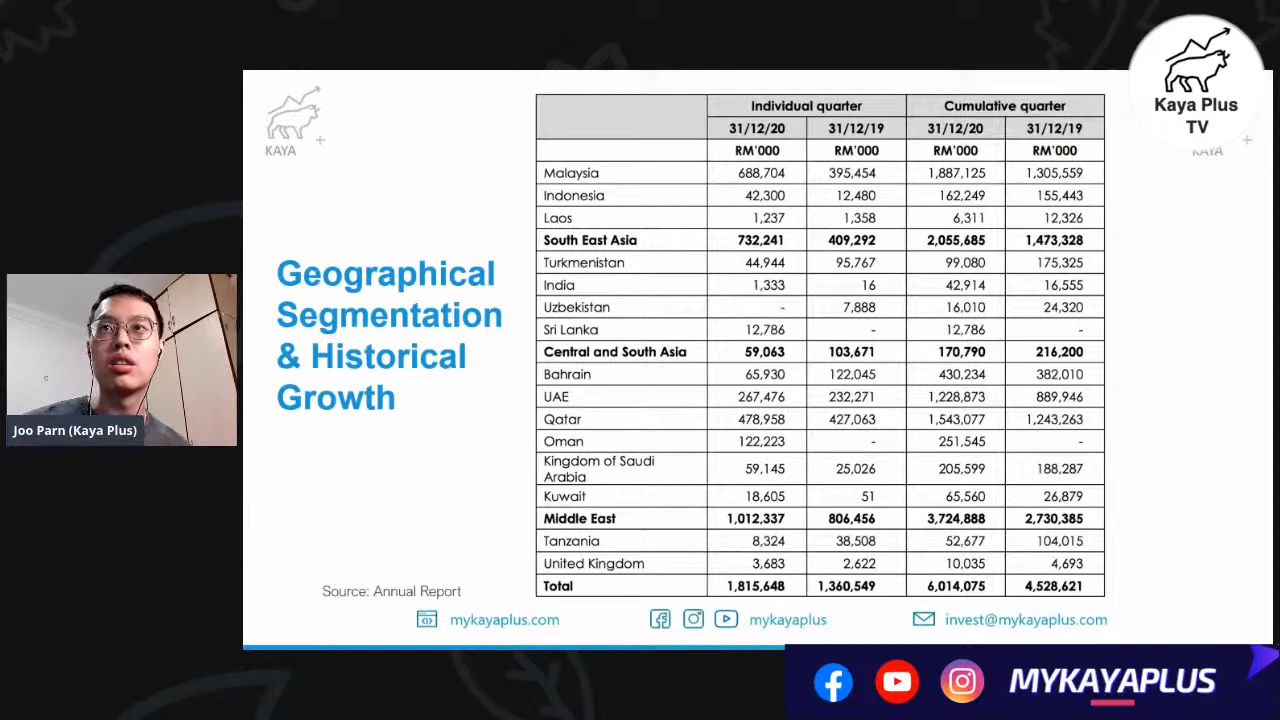 Kaya Plus
TV
KAYA
KAYA
Geographical
Segmentation
& Historical
Growth
Individual quarter Cumulative quarter
31/12/20 31/12/19 31/12/20 31/12/19
RM'000 RM'000 RM'000 RM'000
Malaysia 688,704 395,454 1,887,125 1,305,559
Indonesia 42,300 12,480 162,249 155,443
Laos 1,237 1,358 6,311 12,326
South East Asia 732,241 409,292 2,055,685 1,473,328
Turkmenistan 44,944 95,767 99,080 175,325
India 1,333 16 42,914 16,555
Uzbekistan - 7,888 16,010 24,320
Sri Lanka 12,786 - 12,786 -
Central and South Asia 59,063 103,671 170,790 216,200
Bahrain 65,930 122,045 430,234 382,010
UAE 267,476 232,271 1,228,873 889,946
Qatar 478,958 427,063 1,543,077 1,243,263
Oman 122,223 - 251,545 -
Kingdom of Saudi
Arabia 59,145 25,026 205,599 188,287
Kuwait 18,605 51 65,560 26,879
Middle East 1,012,337 806,456 3,724,888 2,730,385
Tanzania 8,324 38,508 52,677 104,015
United Kingdom 3,683 2,622 10,035 4,693
Total 1,815,648 1,360,549 6,014,075 4,528,621
Joo Parn (Kaya Plus)
Source: Annual Report
mykayaplus.com mykayaplus invest@mykayaplus.com
MYKAYAPLUS